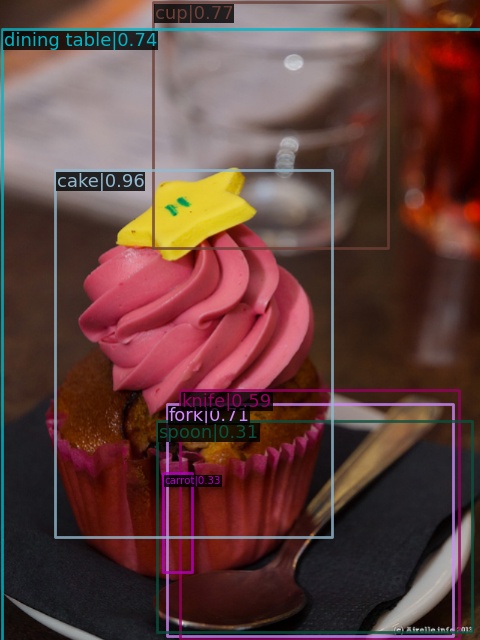 cup|0.77
dining table|0.74
cake|0.96
knife|0.59
fork|0.71
spoon|0.31
carrot|0.33